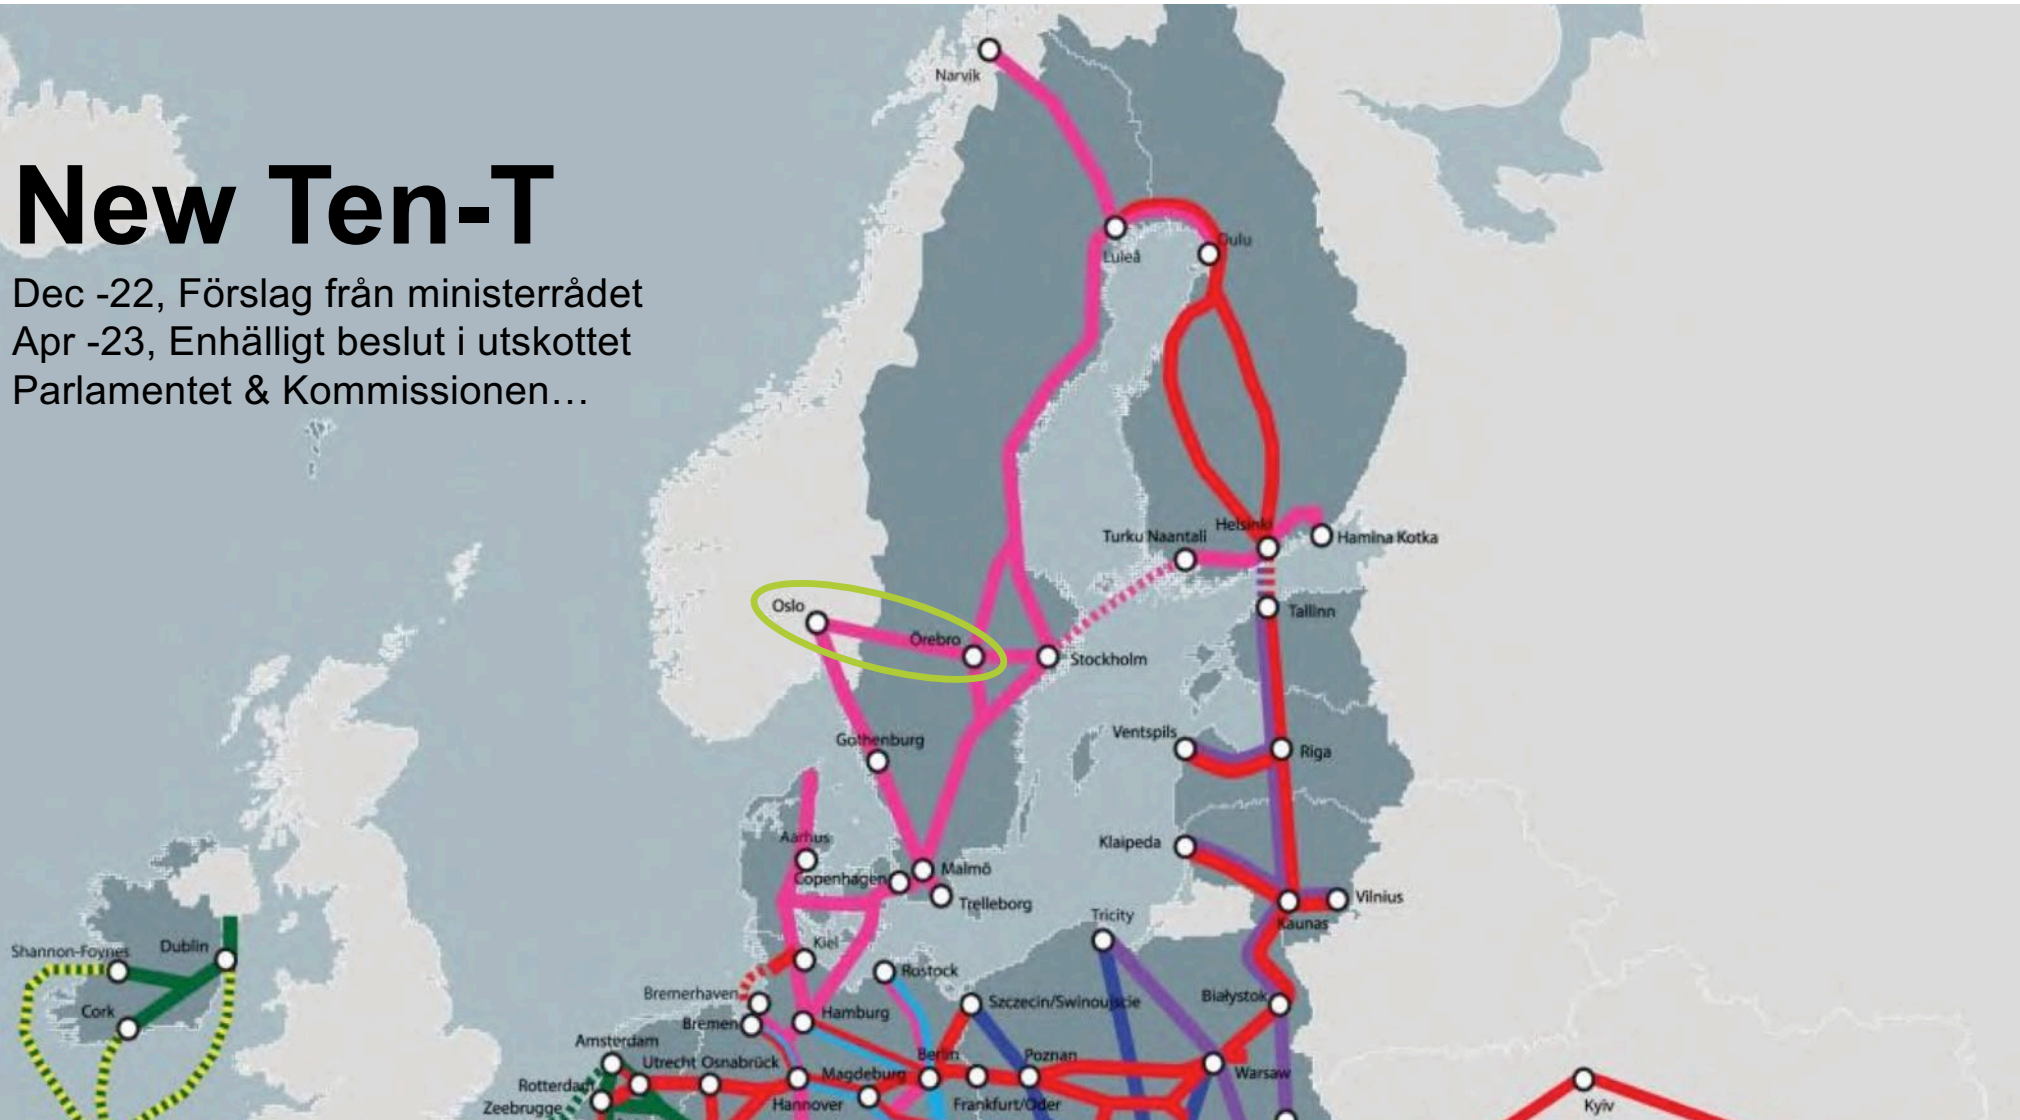 Narvik
New Ten-T
Dec -22, Förslag från ministerrådet
Apr -23, Enhälligt beslut i utskottet
Parlamentet & Kommissionen…
Luleå
Oulu
Helsinki
Turku Naantali
Hamina Kotka
Oslo
Örebro
Stockholm
Tallinn
Gothenburg
Ventspils
Riga
Aarhus
Copenhagen
Malmö
Trelleborg
Klaipeda
Vilnius
Kaunas
Tricity
Shannon-Foynes
Dublin
Cork
Kiel
Rostock
Bremerhaven
Szczecin/Swinoujscie
Białystok
Bremen
Hamburg
Amsterdam
Utrecht
Osnabrück
Berlin
Poznan
Magdeburg
Warsaw
Rotterdam
Zeebrugge
Hannover
Frankfurt/Oder
Kyiv